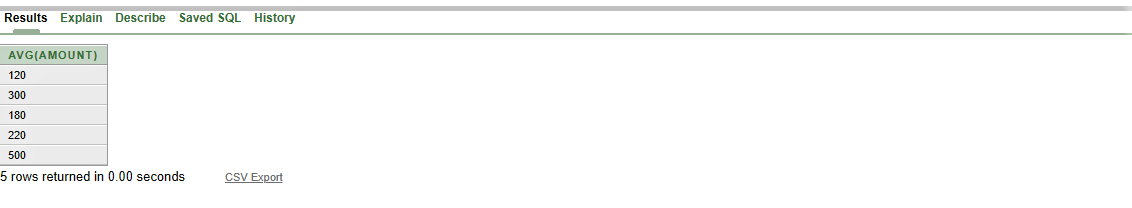 Results Explain Describe Saved SQL History
AVG(AMOUNT)
120
300
180
220
500
5 rows returned in 0.00 seconds CSV Export